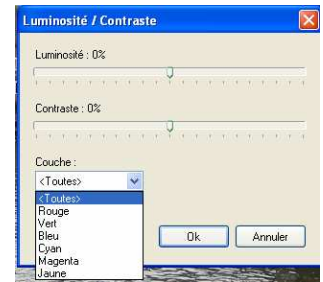 Luminosité / Contraste
Luminosité : 0%
Contraste : 0%
Couche :
<Toutes>
<Toutes>
Rouge
Vert
Bleu
Cyan
Magenta
Jaune
Ok Annuler